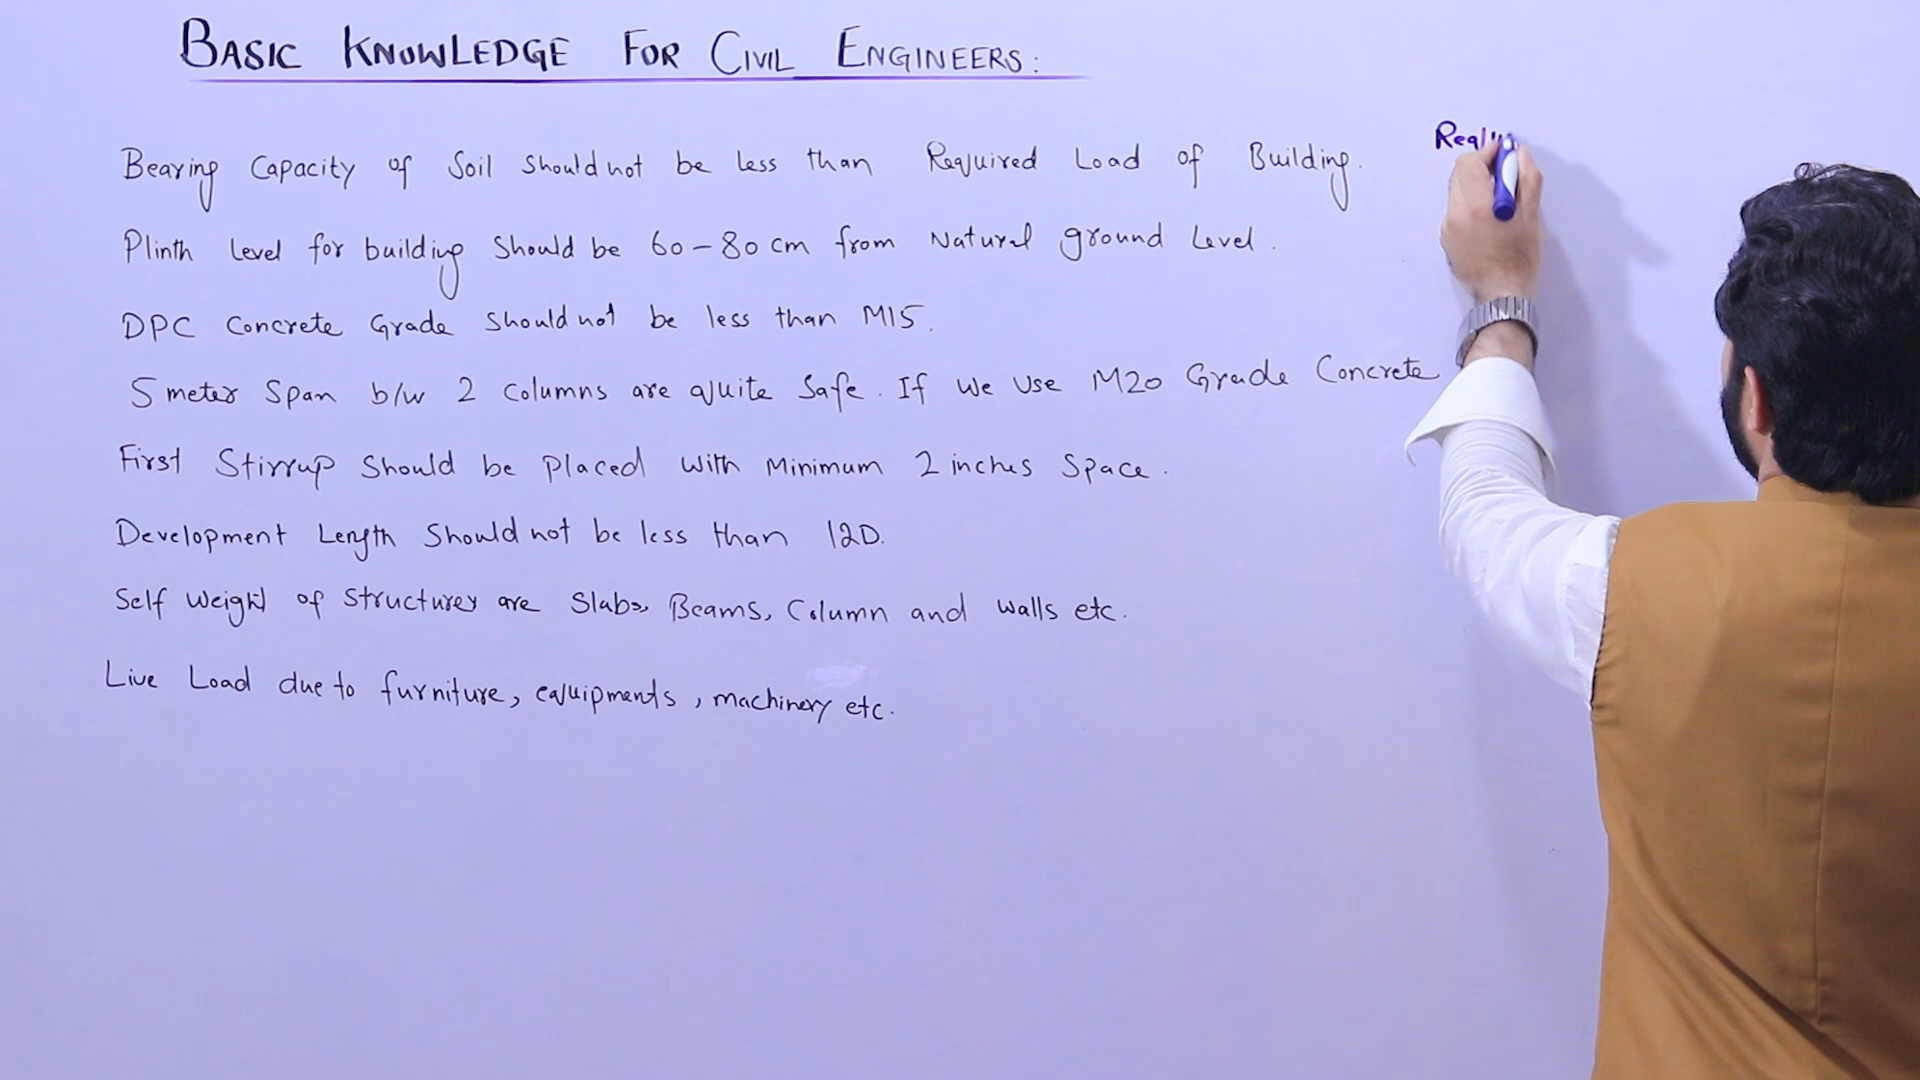 BASIC KNOWLEDGE FOR CIVIL ENGINEERS:
Bearing Capacity of Soil Should not be Less than Required Load of Building.
Plinth Level for building Should be 60-80 cm from Natural ground Level.
DPC Concrete Grade Should not be less than M15.
5 meter Span b/w 2 Columns are quite Safe. If we use M20 Grade Concrete
First Stirrup Should be placed with Minimum 2 inches Space.
Development Length Should not be less than 12D.
Self weight of Structures are Slabs, Beams, Column and walls etc.
Live Load due to furniture, equipments, machinery etc.